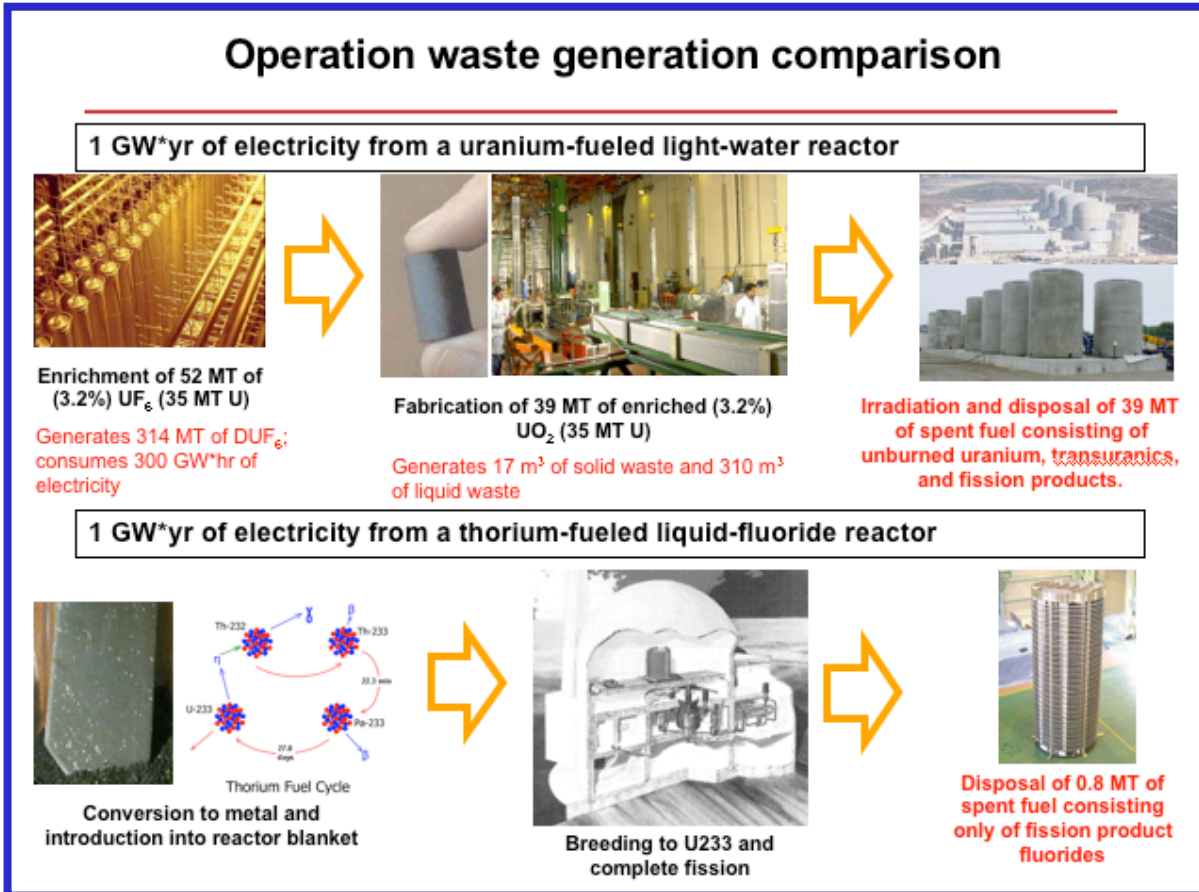 Operation waste generation comparison
1 GW*yr of electricity from a uranium-fueled light-water reactor
Enrichment of 52 MT of
(3.2%) UF₆ (35 MT U)
Generates 314 MT of DUF₆;
consumes 300 GW*hr of
electricity
Fabrication of 39 MT of enriched (3.2%)
UO₂ (35 MT U)
Generates 17 m³ of solid waste and 310 m³
of liquid waste
Irradiation and disposal of 39 MT
of spent fuel consisting of
unburned uranium, transuranics,
and fission products.
1 GW*yr of electricity from a thorium-fueled liquid-fluoride reactor
Th-232
γ
β
Th-233
η
22.3 min
U-233
Pa-233
27.0
days
β
Thorium Fuel Cycle
Conversion to metal and
introduction into reactor blanket
Breeding to U233 and
complete fission
Disposal of 0.8 MT of
spent fuel consisting
only of fission product
fluorides